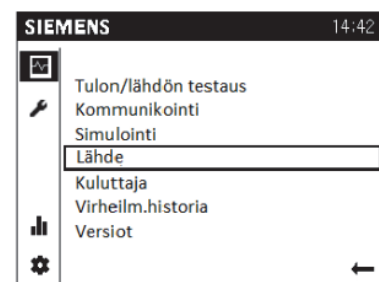 SIEMENS 14:42
Tulon/lähdön testaus
Kommunikointi
Simulointi
Lähde
Kuluttaja
Virheilm.historia
Versiot